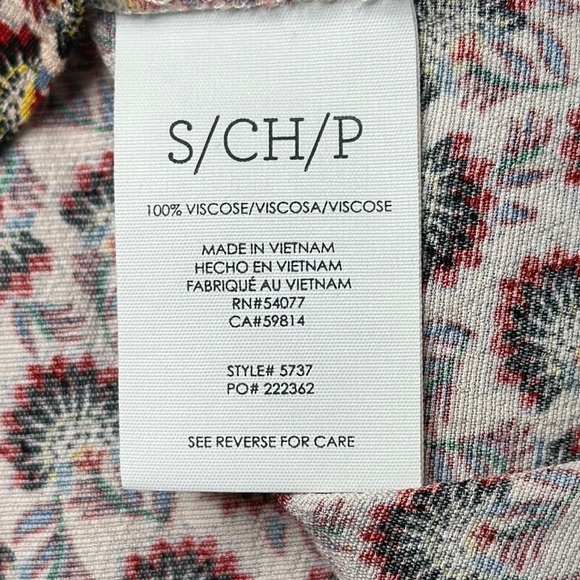 S/CH/P
100% VISCOSE/VISCOSA/VISCOSE
MADE IN VIETNAM
HECHO EN VIETNAM
FABRIQUÉ AU VIETNAM
RN#54077
CA#59814
STYLE# 5737
PO# 222362
SEE REVERSE FOR CARE